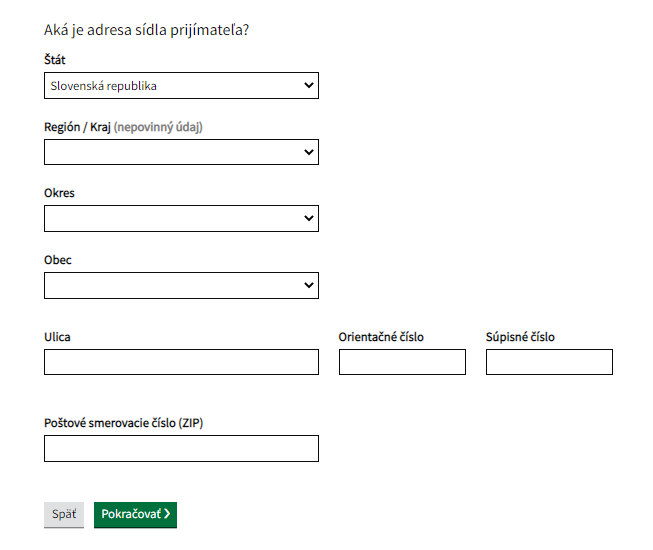 Aká je adresa sídla prijímateľa?
Štát
Slovenská republika
Región / Kraj (nepovinný údaj)
Okres
Obec
Ulica Orientačné číslo Súpisné číslo
Poštové smerovacie číslo (ZIP)
Späť Pokračovať